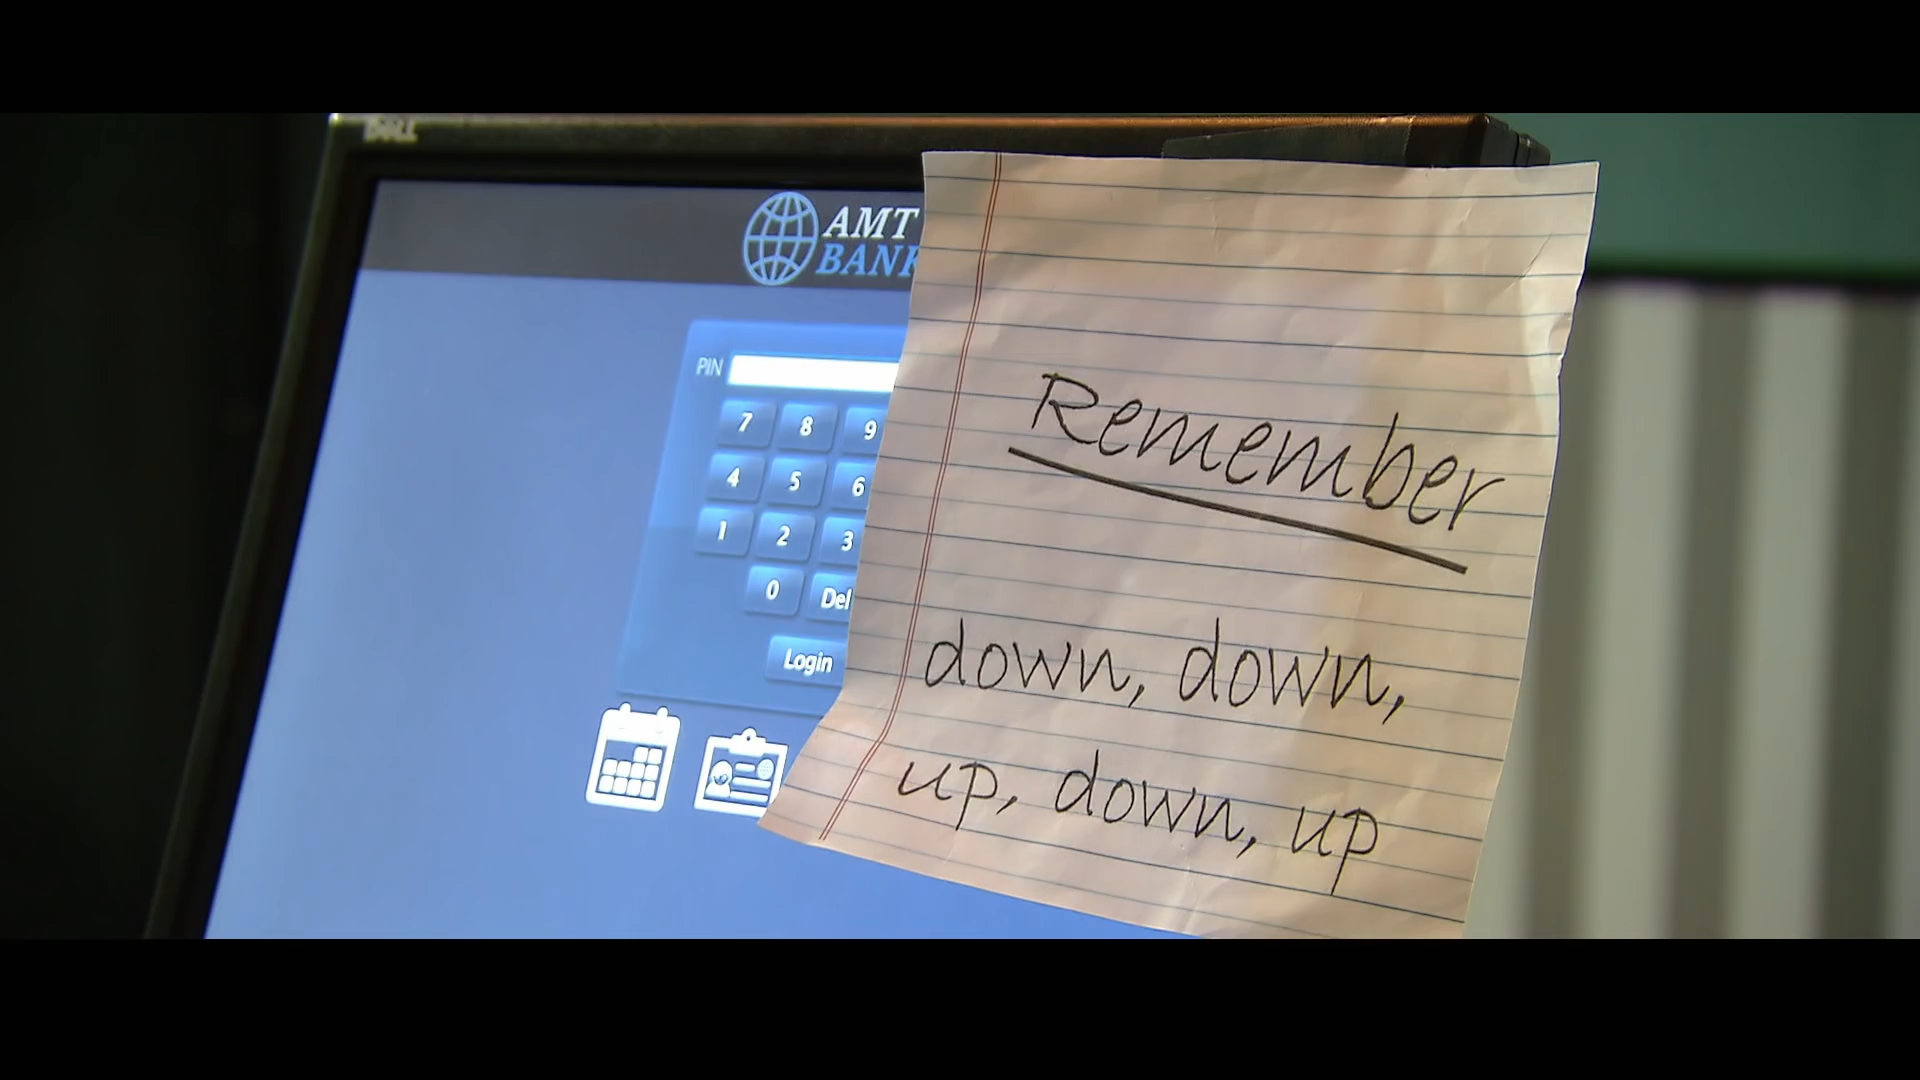 DELL
AMT
BANK
PIN
7 8 9
4 5 6
1 2 3
0 Del
Login
Remember
down, down,
up, down, up